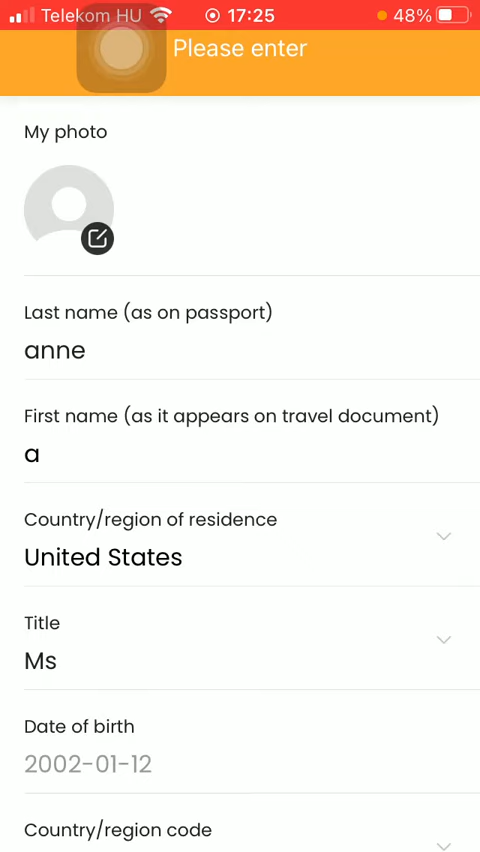 Telekom HU 17:25 48%
Please enter
My photo
Last name (as on passport)
anne
First name (as it appears on travel document)
a
Country/region of residence
United States
Title
Ms
Date of birth
2002-01-12
Country/region code